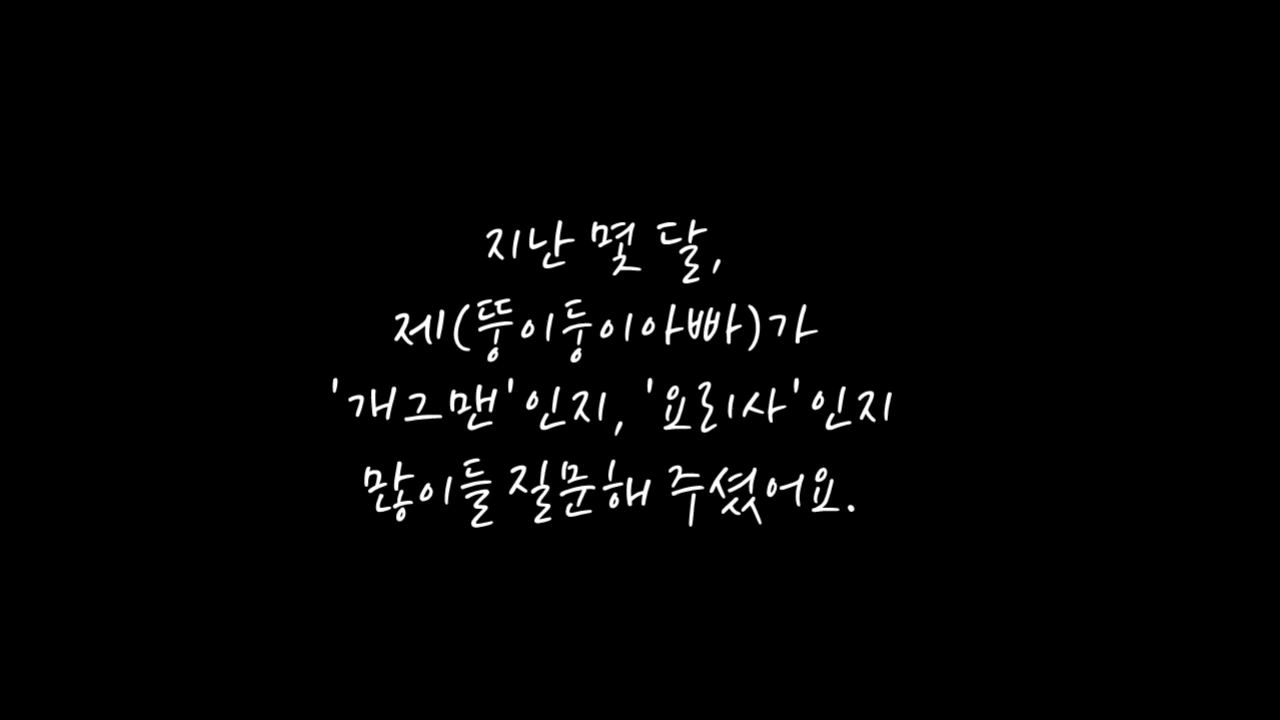 지난 몇 달,
제(뚱이둥이아빠)가
'개그맨'인지, '요리사'인지
많이들 질문해 주셨어요.